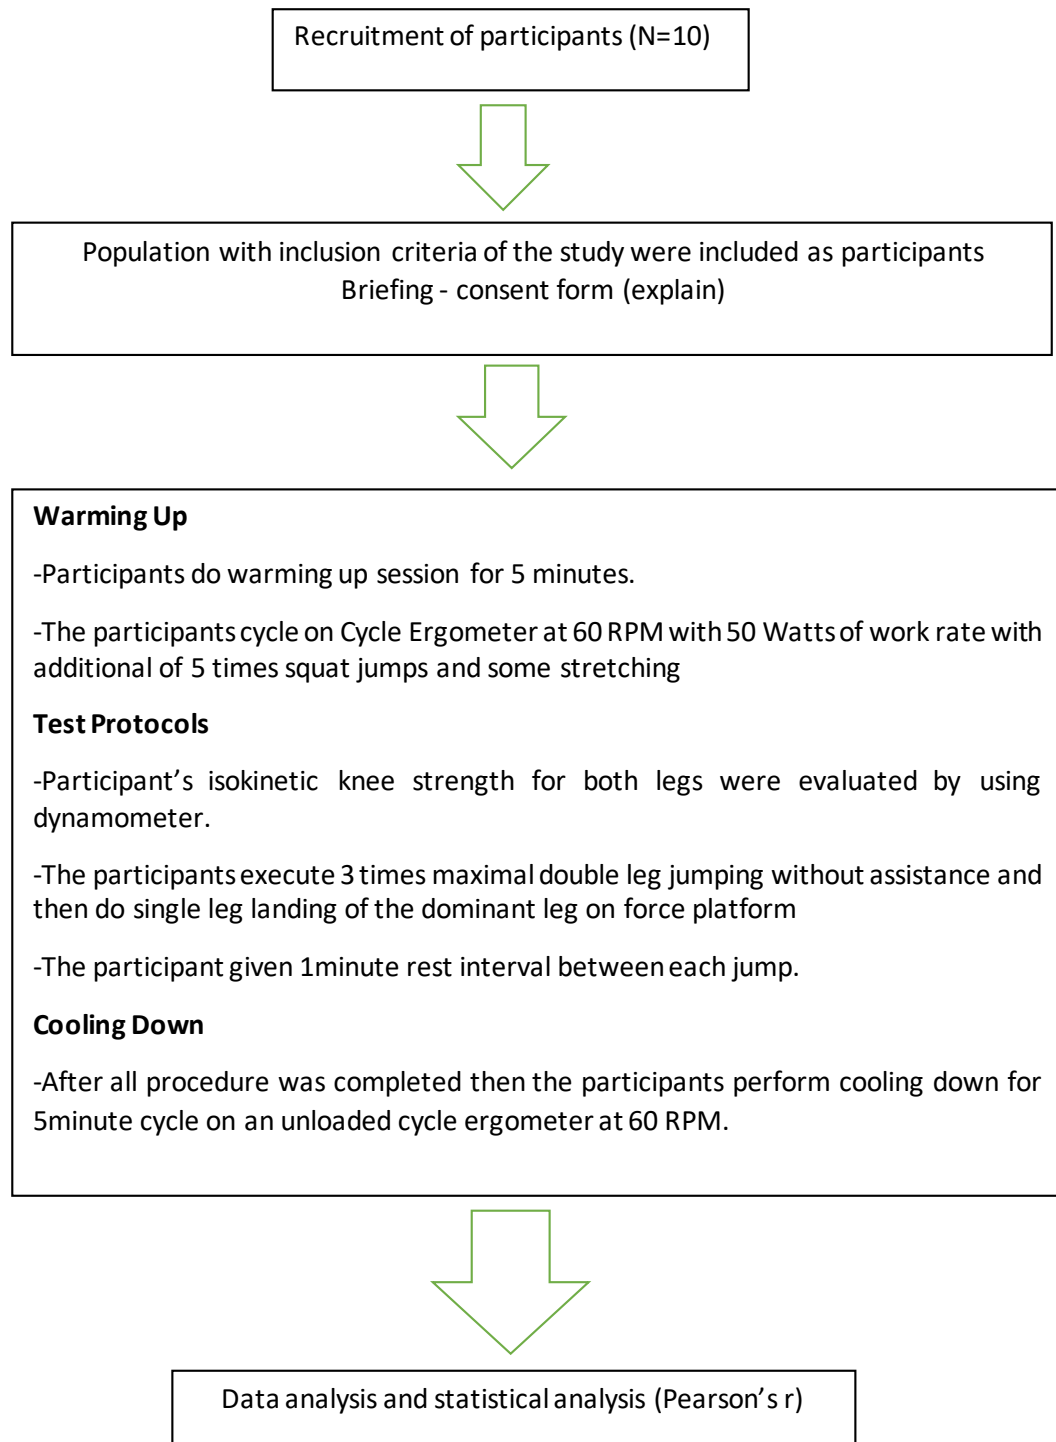 Recruitment of participants (N=10)
Population with inclusion criteria of the study were included as participants
Briefing - consent form (explain)
Warming Up
-Participants do warming up session for 5 minutes.
-The participants cycle on Cycle Ergometer at 60 RPM with 50 Watts of work rate with
additional of 5 times squat jumps and some stretching
Test Protocols
-Participant’s isokinetic knee strength for both legs were evaluated by using
dynamometer.
-The participants execute 3 times maximal double leg jumping without assistance and
then do single leg landing of the dominant leg on force platform
-The participant given 1minute rest interval between each jump.
Cooling Down
-After all procedure was completed then the participants perform cooling down for
5minute cycle on an unloaded cycle ergometer at 60 RPM.
Data analysis and statistical analysis (Pearson’s r)